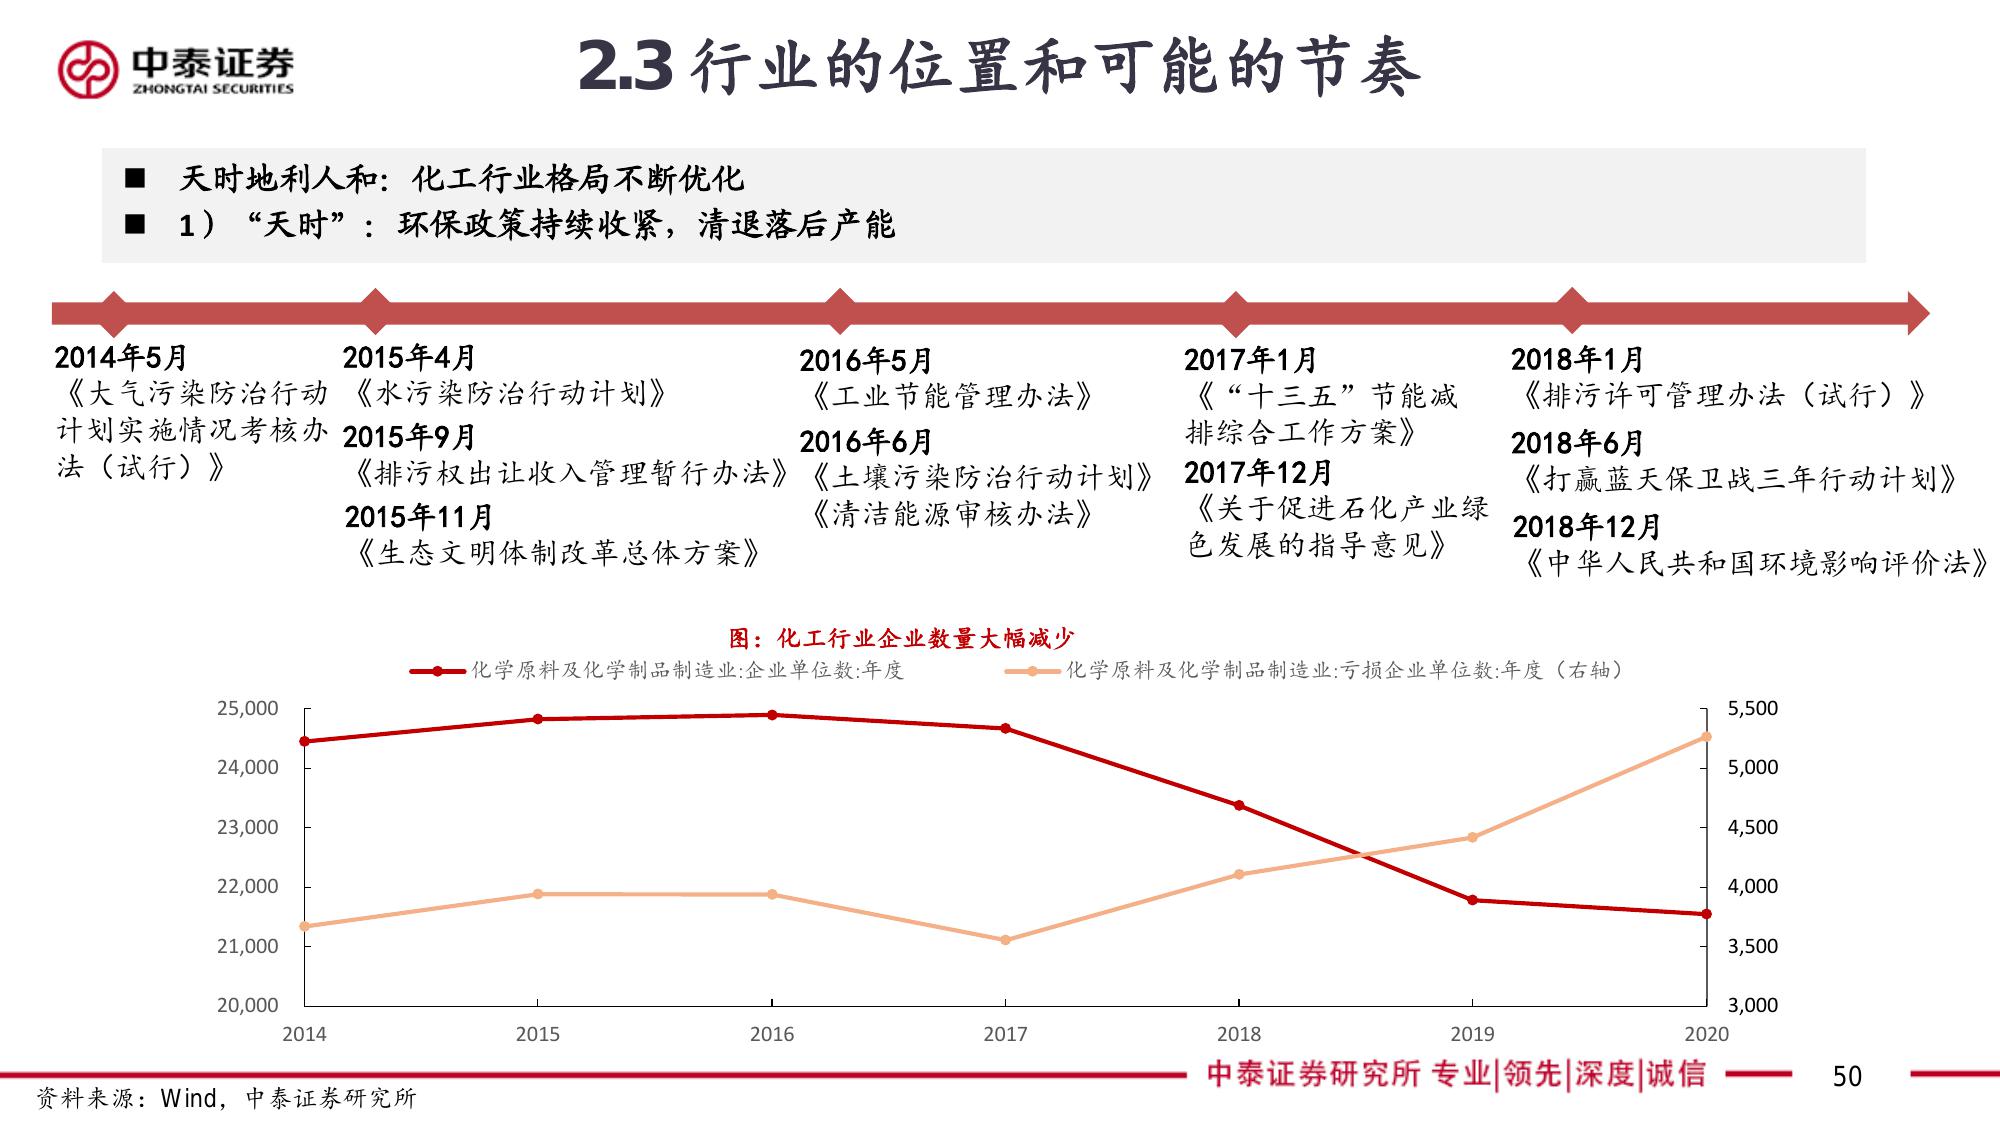 中泰证券
ZHONGTAI SECURITIES
2.3 行业的位置和可能的节奏
■ 天时地利人和：化工行业格局不断优化
■ 1）“天时”：环保政策持续收紧，清退落后产能
2014年5月
《大气污染防治行动
计划实施情况考核办
法（试行）》
2015年4月
《水污染防治行动计划》
2015年9月
《排污权出让收入管理暂行办法》
2015年11月
《生态文明体制改革总体方案》
2016年5月
《工业节能管理办法》
2016年6月
《土壤污染防治行动计划》
《清洁能源审核办法》
2017年1月
《“十三五”节能减
排综合工作方案》
2017年12月
《关于促进石化产业绿
色发展的指导意见》
2018年1月
《排污许可管理办法（试行）》
2018年6月
《打赢蓝天保卫战三年行动计划》
2018年12月
《中华人民共和国环境影响评价法》
图：化工行业企业数量大幅减少
化学原料及化学制品制造业:企业单位数:年度
化学原料及化学制品制造业:亏损企业单位数:年度（右轴）
25,000
24,000
23,000
22,000
21,000
20,000
5,500
5,000
4,500
4,000
3,500
3,000
2014 2015 2016 2017 2018 2019 2020
中泰证券研究所 专业|领先|深度|诚信
50
资料来源：Wind，中泰证券研究所